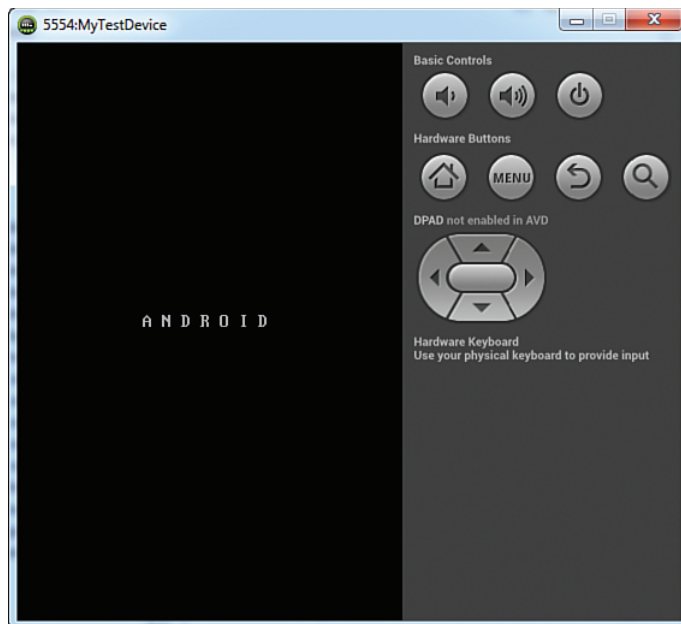 5554:MyTestDevice
Basic Controls
Hardware Buttons
MENU
DPAD not enabled in AVD
A N D R O I D
Hardware Keyboard
Use your physical keyboard to provide input